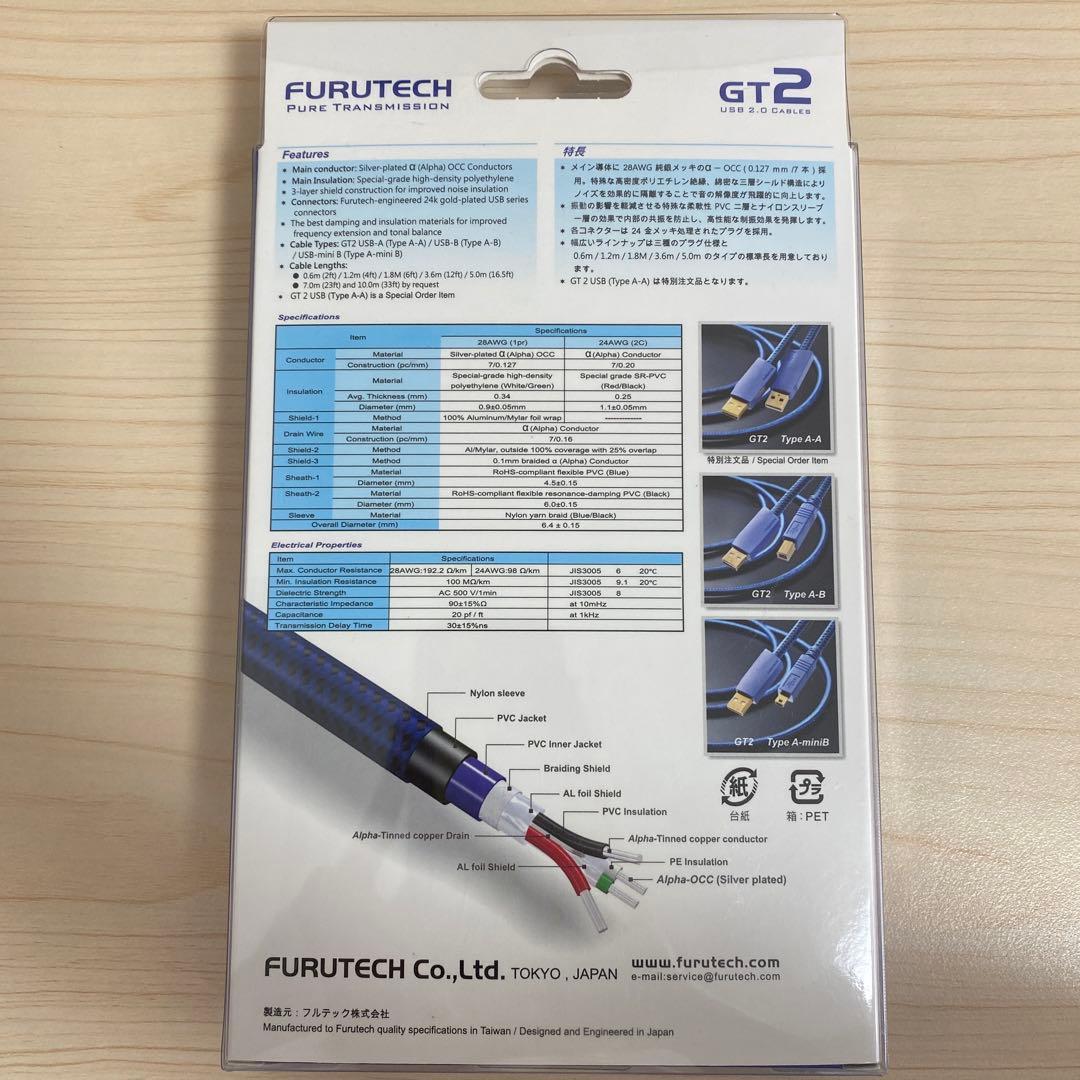 FURUTECH
PURE TRANSMISSION
GT2
USB 2.0 CABLES
Features
* Main conductor: Silver-plated α (Alpha) OCC Conductors
* Main Insulation: Special-grade high-density polyethylene
* 3-layer shield construction for improved noise insulation
* Connectors: Furutech-engineered 24k gold-plated USB series
connectors
* The best damping and insulation materials for improved
frequency extension and tonal balance
* Cable Types: GT2 USB-A (Type A-A) / USB-B (Type A-B)
/ USB-mini B (Type A-mini B)
* Cable Lengths:
● 0.6m (2ft) / 1.2m (4ft) / 1.8M (6ft) / 3.6m (12ft) / 5.0m (16.5ft)
● 7.0m (23ft) and 10.0m (33ft) by request
* GT 2 USB (Type A-A) is a Special Order Item
特長
* メイン導体に 28AWG 純銀メッキのα－OCC ( 0.127 mm /7 本 ) 採
用。特殊な高密度ポリエチレン絶縁、綿密な三層シールド構造により
ノイズを効果的に隔離することで音の解像度が飛躍的に向上します。
* 振動の影響を軽減させる特殊な柔軟性 PVC 二層とナイロンスリーブ
一層の効果で内部の共振を防止し、高性能な制振効果を発揮します。
* 各コネクターは 24 金メッキ処理されたプラグを採用。
* 幅広いラインナップは三種のプラグ仕様と
0.6m / 1.2m / 1.8M / 3.6m / 5.0m のタイプの標準長を用意しており
ます。
* GT 2 USB (Type A-A) は特別注文品となります。
Specifications
Item Specifications
28AWG (1pr) 24AWG (2C)
Conductor Material Silver-plated α (Alpha) OCC α (Alpha) Conductor
Construction (pc/mm) 7/0.127 7/0.20
Insulation Material Special-grade high-density polyethylene (White/Green) Special grade SR-PVC (Red/Black)
Avg. Thickness (mm) 0.34 0.25
Diameter (mm) 0.9±0.05mm 1.1±0.05mm
Shield-1 Method 100% Aluminum/Mylar foil wrap -------------
Drain Wire Material α (Alpha) Conductor
Construction (pc/mm) 7/0.16
Shield-2 Method Al/Mylar, outside 100% coverage with 25% overlap
Shield-3 Method 0.1mm braided α (Alpha) Conductor
Sheath-1 Material RoHS-compliant flexible PVC (Blue)
Diameter (mm) 4.5±0.15
Sheath-2 Material RoHS-compliant flexible resonance-damping PVC (Black)
Diameter (mm) 6.0±0.15
Sleeve Material Nylon yarn braid (Blue/Black)
Overall Diameter (mm) 6.4 ± 0.15
GT2 Type A-A
特別注文品 / Special Order Item
GT2 Type A-B
GT2 Type A-miniB
Electrical Properties
Item Specifications
Max. Conductor Resistance 28AWG:192.2 Ω/km 24AWG:98 Ω/km JIS3005 6 20℃
Min. Insulation Resistance 100 MΩ/km JIS3005 9.1 20℃
Dielectric Strength AC 500 V/1min JIS3005 8
Characteristic Impedance 90±15%Ω at 10mHz
Capacitance 20 pf / ft at 1kHz
Transmission Delay Time 30±15%ns
Nylon sleeve
PVC Jacket
PVC Inner Jacket
Braiding Shield
AL foil Shield
PVC Insulation
Alpha-Tinned copper Drain
Alpha-Tinned copper conductor
PE Insulation
AL foil Shield
Alpha-OCC (Silver plated)
紙
台紙
プラ
箱：PET
FURUTECH Co.,Ltd. TOKYO , JAPAN
www.furutech.com
e-mail:service@furutech.com
製造元：フルテック株式会社
Manufactured to Furutech quality specifications in Taiwan / Designed and Engineered in Japan